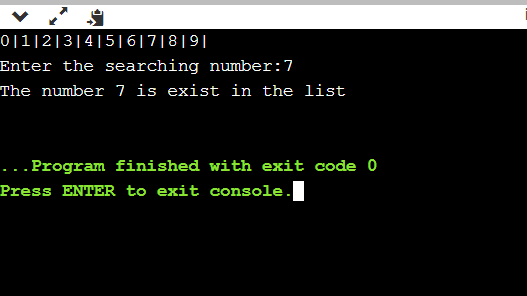 0|1|2|3|4|5|6|7|8|9|
Enter the searching number:7
The number 7 is exist in the list
...Program finished with exit code 0
Press ENTER to exit console.